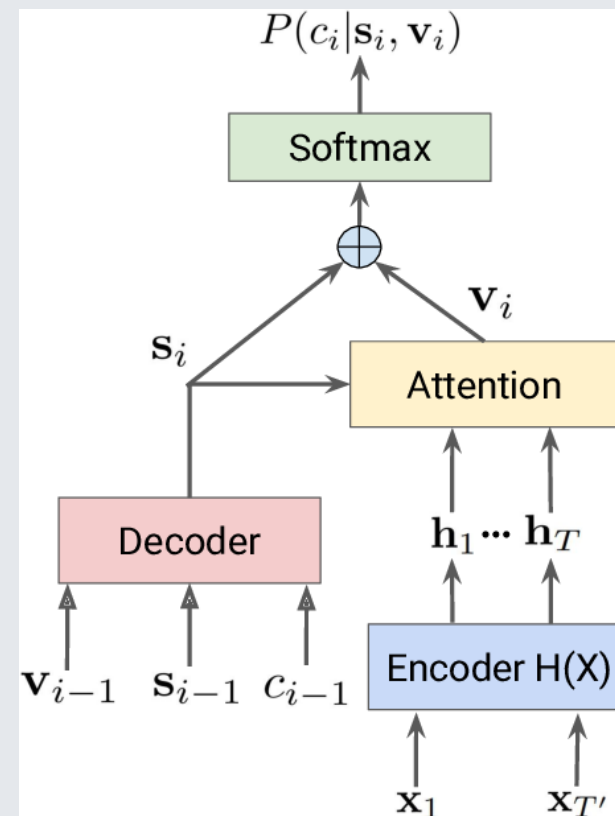 P(c_i|s_i, v_i)
Softmax
v_i
s_i
Attention
h_1 ··· h_T
Decoder
Encoder H(X)
v_{i−1} s_{i−1} c_{i−1}
x_1 x_{T′}